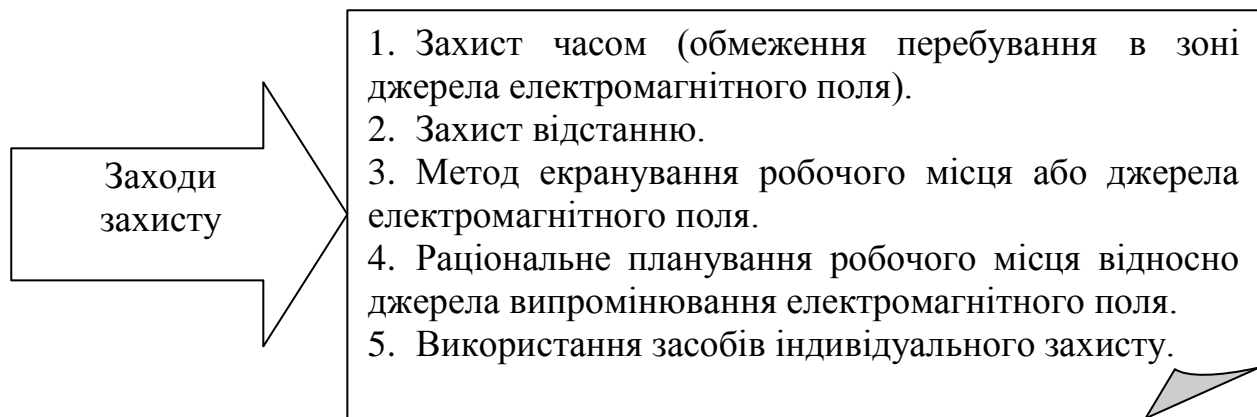 Заходи
захисту
1. Захист часом (обмеження перебування в зоні
джерела електромагнітного поля).
2. Захист відстанню.
3. Метод екранування робочого місця або джерела
електромагнітного поля.
4. Раціональне планування робочого місця відносно
джерела випромінювання електромагнітного поля.
5. Використання засобів індивідуального захисту.